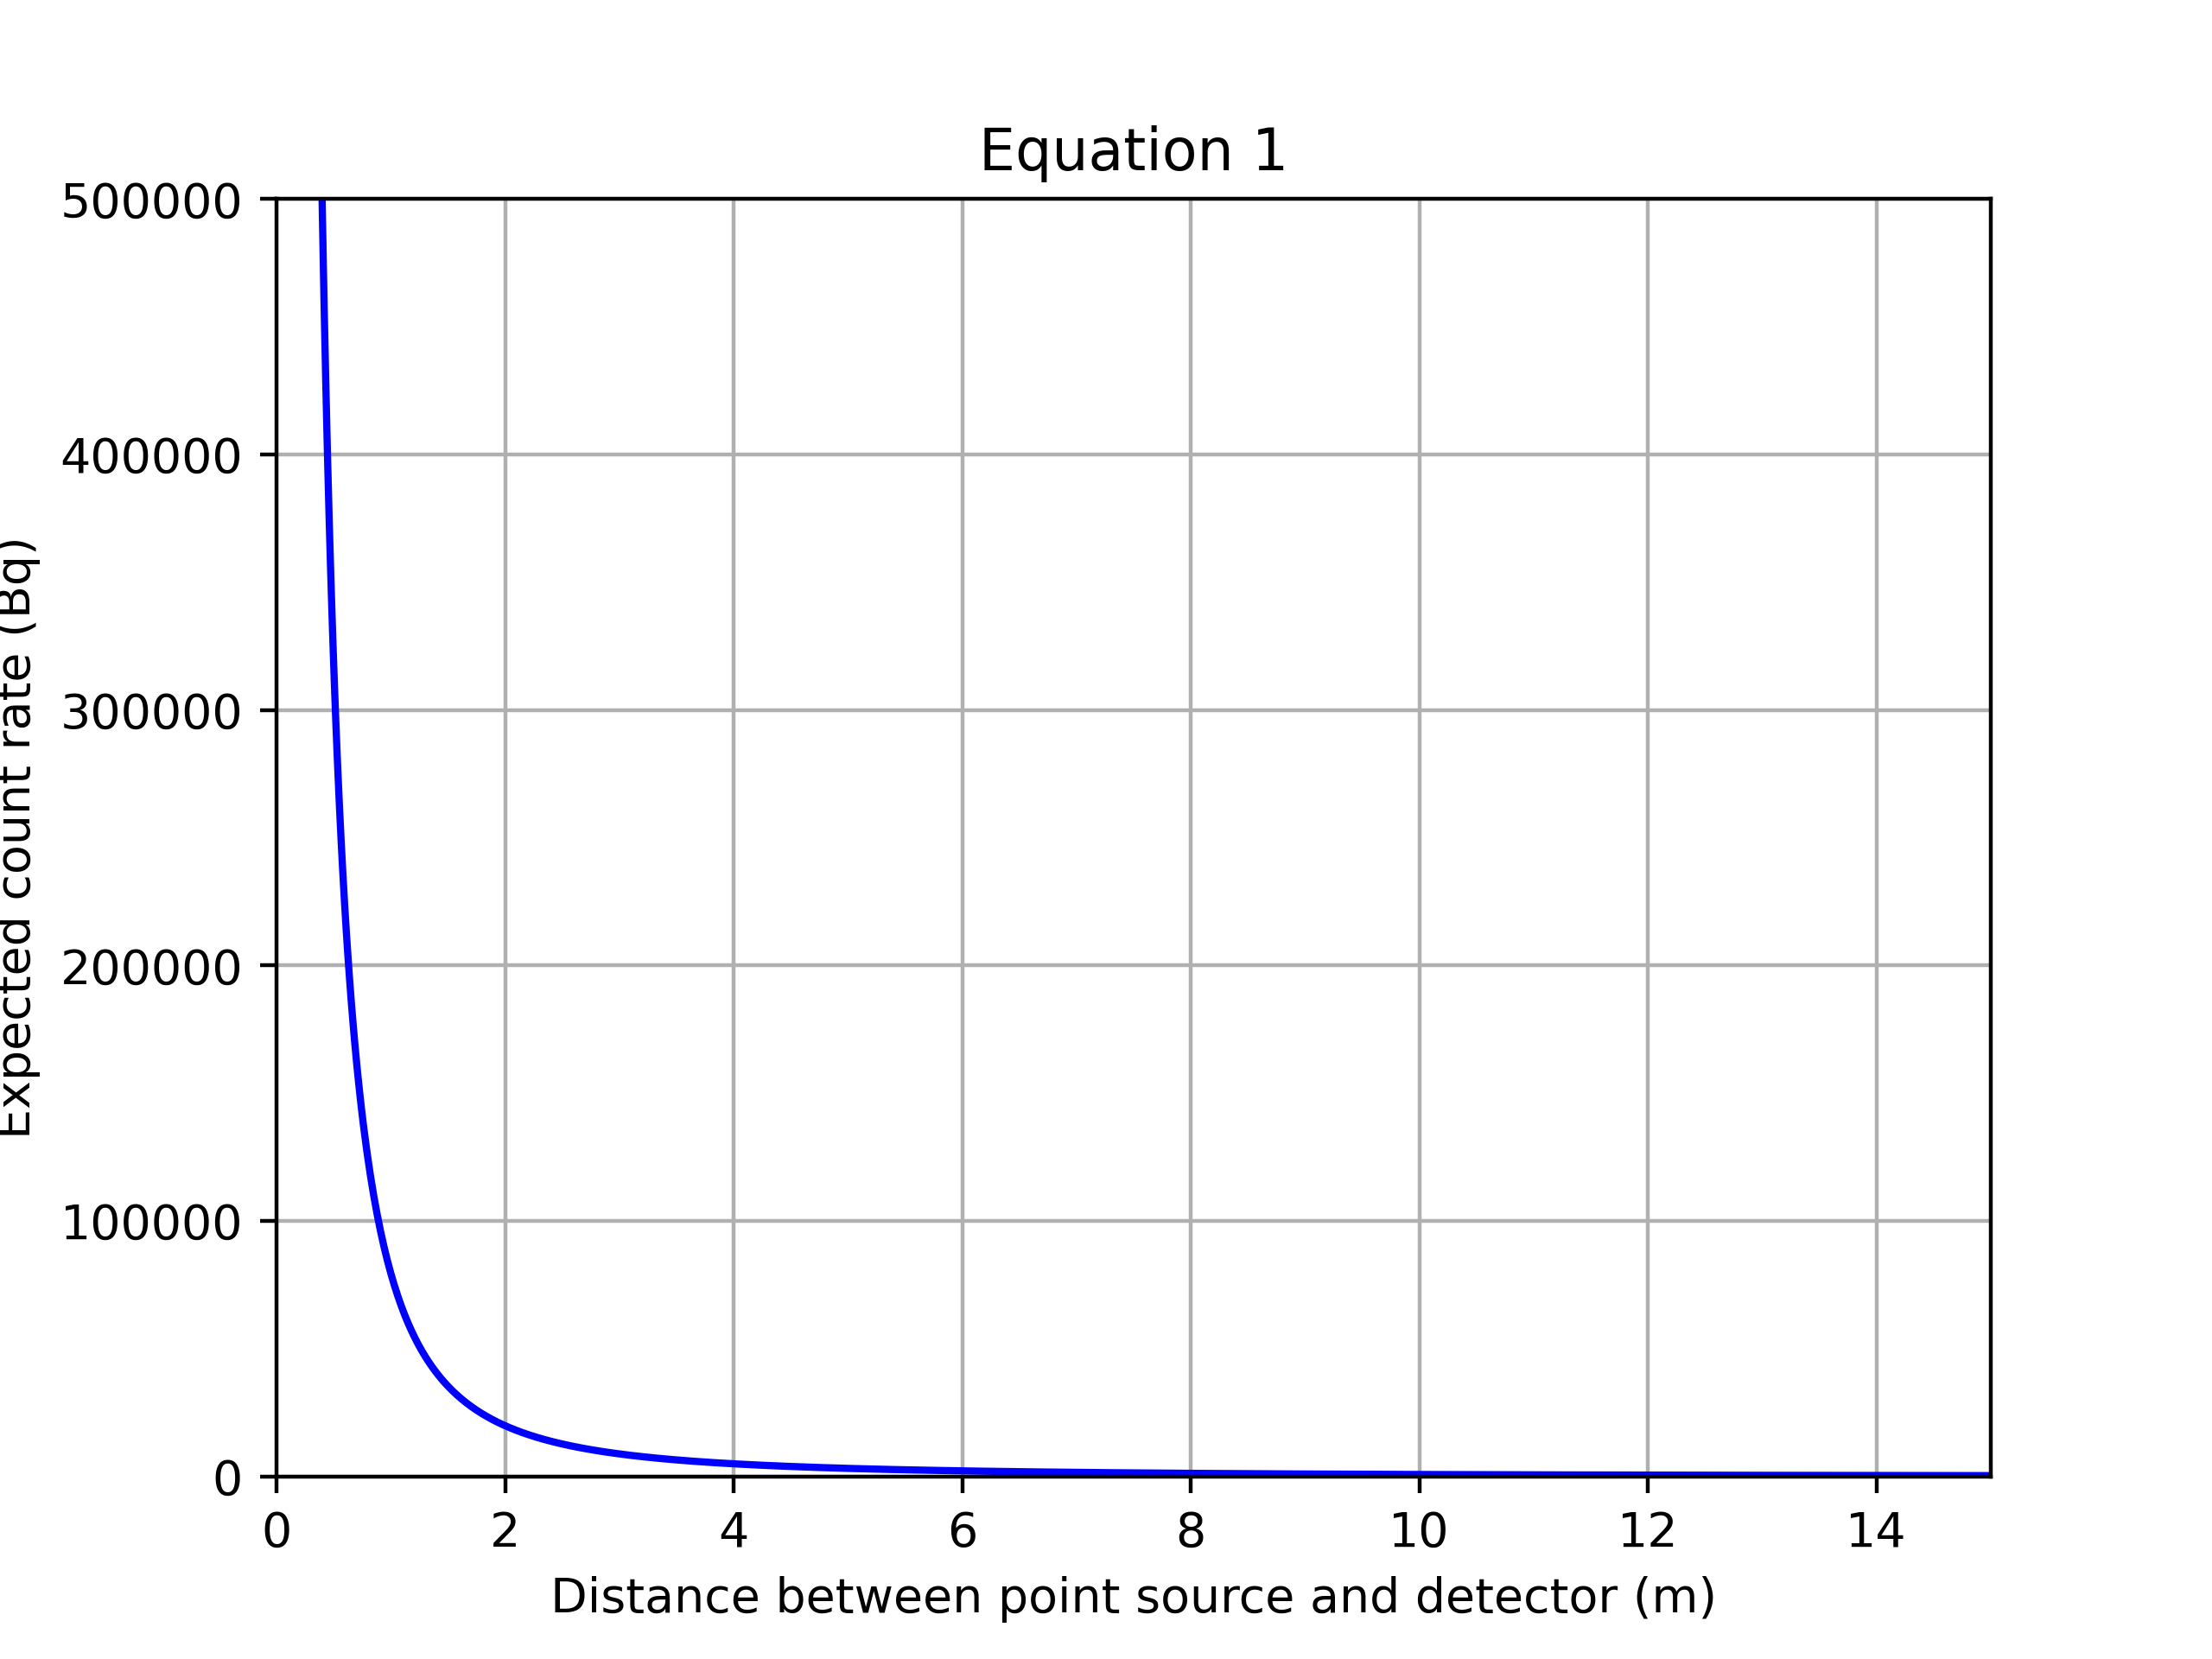 Equation 1
500000
400000
300000
200000
100000
0
Expected count rate (Bq)
0 2 4 6 8 10 12 14
Distance between point source and detector (m)